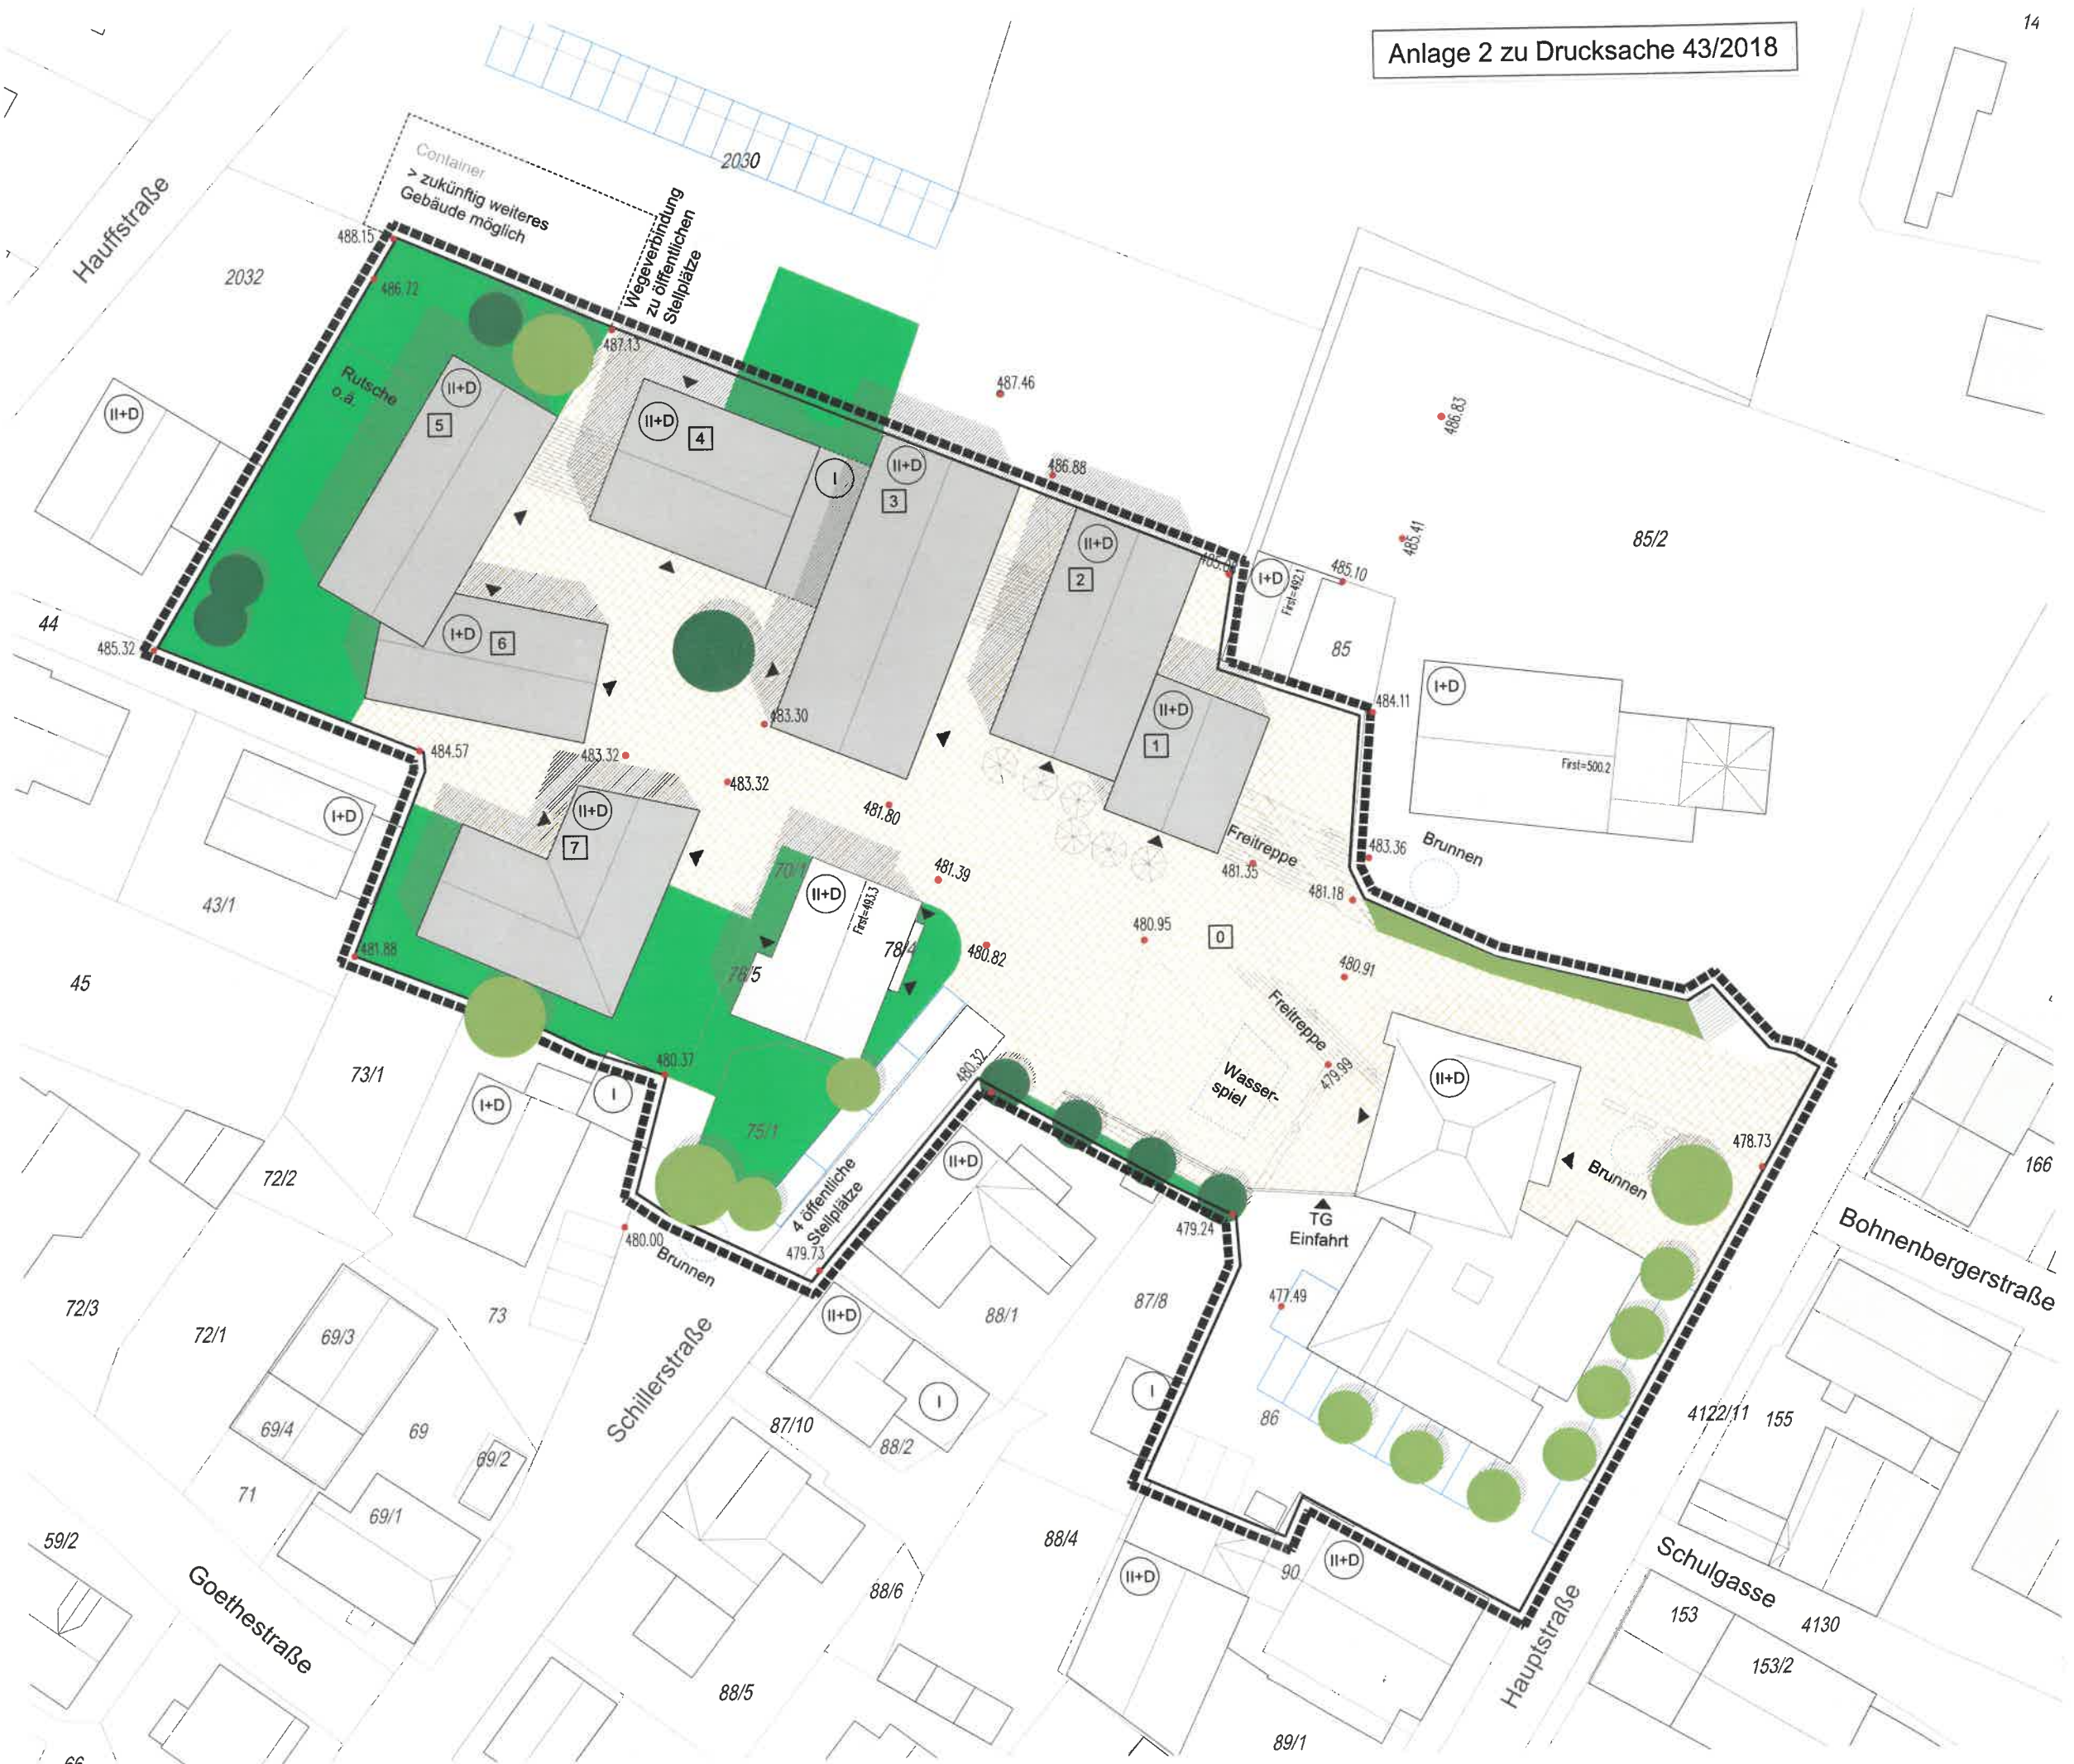 14
Anlage 2 zu Drucksache 43/2018
2030
Container
> zukünftig weiteres
Gebäude möglich
Wegeverbindung
zu öffentlichen
Stellplätze
Hauffstraße
2032
488.15
486.72
487.13
487.46
486.83
486.88
485.41
485.10
85/2
Rutsche
o.ä.
II+D
II+D
5
II+D
4
I
II+D
3
II+D
2
I+D
First=492.1
85
44
485.32
I+D
6
II+D
1
484.11
I+D
First=500.2
483.30
484.57
483.32
483.32
481.80
I+D
II+D
7
Freitreppe
481.35
483.36
Brunnen
481.18
70/1
II+D
First=493.3
481.39
43/1
481.88
78/4
480.82
480.95
0
480.91
45
76/5
Freitreppe
479.99
480.37
480.32
Wasser-
spiel
II+D
73/1
I+D
I
75/1
478.73
Brunnen
166
72/2
II+D
4 öffentliche
Stellplätze
479.73
480.00
Brunnen
479.24
TG
Einfahrt
Bohnenbergerstraße
477.49
72/3
72/1
69/3
73
II+D
88/1
87/8
Schillerstraße
I
I
86
4122/11
155
69/4
69
69/2
87/10
88/2
71
69/1
59/2
88/4
90
II+D
II+D
Schulgasse
Goethestraße
88/6
153
4130
Hauptstraße
153/2
88/5
89/1
66